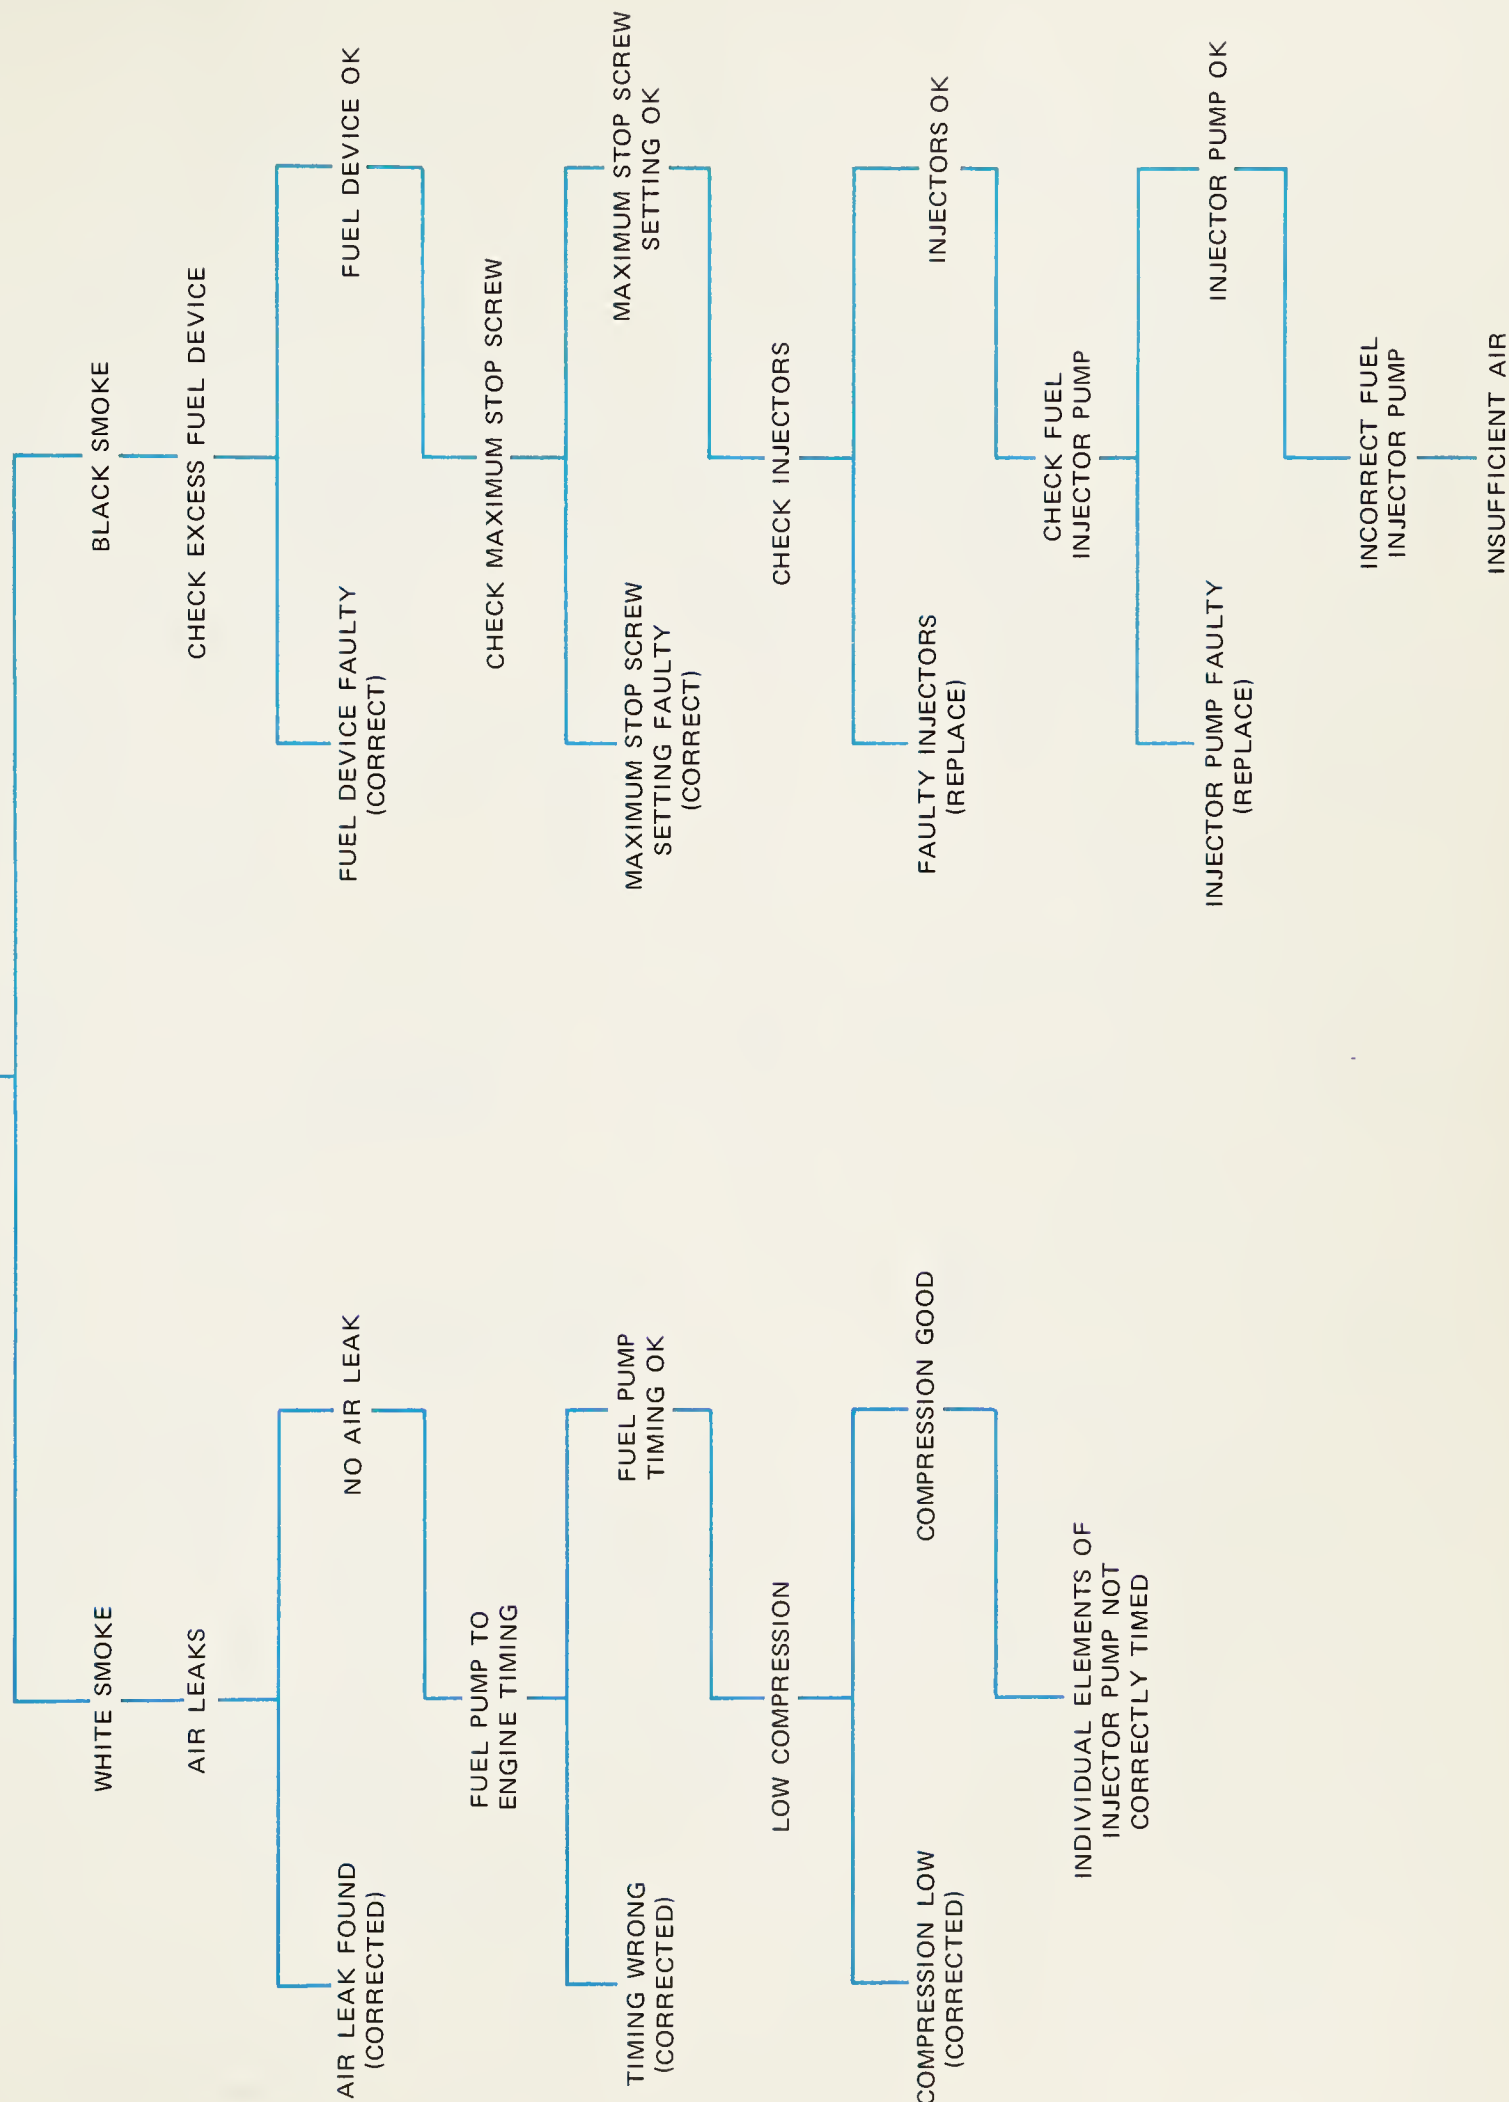 WHITE SMOKE
AIR LEAKS
AIR LEAK FOUND
(CORRECTED)
NO AIR LEAK
FUEL PUMP TO
ENGINE TIMING
TIMING WRONG
(CORRECTED)
FUEL PUMP
TIMING OK
LOW COMPRESSION
COMPRESSION LOW
(CORRECTED)
COMPRESSION GOOD
INDIVIDUAL ELEMENTS OF
INJECTOR PUMP NOT
CORRECTLY TIMED
BLACK SMOKE
CHECK EXCESS FUEL DEVICE
FUEL DEVICE FAULTY
(CORRECT)
FUEL DEVICE OK
CHECK MAXIMUM STOP SCREW
MAXIMUM STOP SCREW
SETTING FAULTY
(CORRECT)
MAXIMUM STOP SCREW
SETTING OK
CHECK INJECTORS
FAULTY INJECTORS
(REPLACE)
INJECTORS OK
CHECK FUEL
INJECTOR PUMP
INJECTOR PUMP FAULTY
(REPLACE)
INJECTOR PUMP OK
INCORRECT FUEL
INJECTOR PUMP
INSUFFICIENT AIR